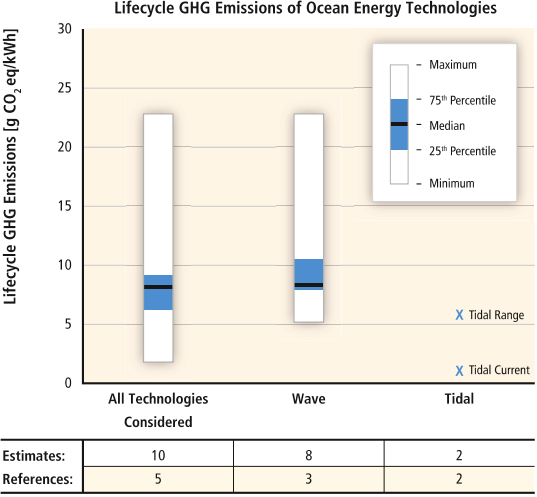 Lifecycle GHG Emissions of Ocean Energy Technologies
Lifecycle GHG Emissions [g CO2 eq/kWh]
30
25
20
15
10
5
0
Maximum
75th Percentile
Median
25th Percentile
Minimum
X Tidal Range
X Tidal Current
All Technologies
Considered
Wave
Tidal
Estimates: 10 8 2
References: 5 3 2